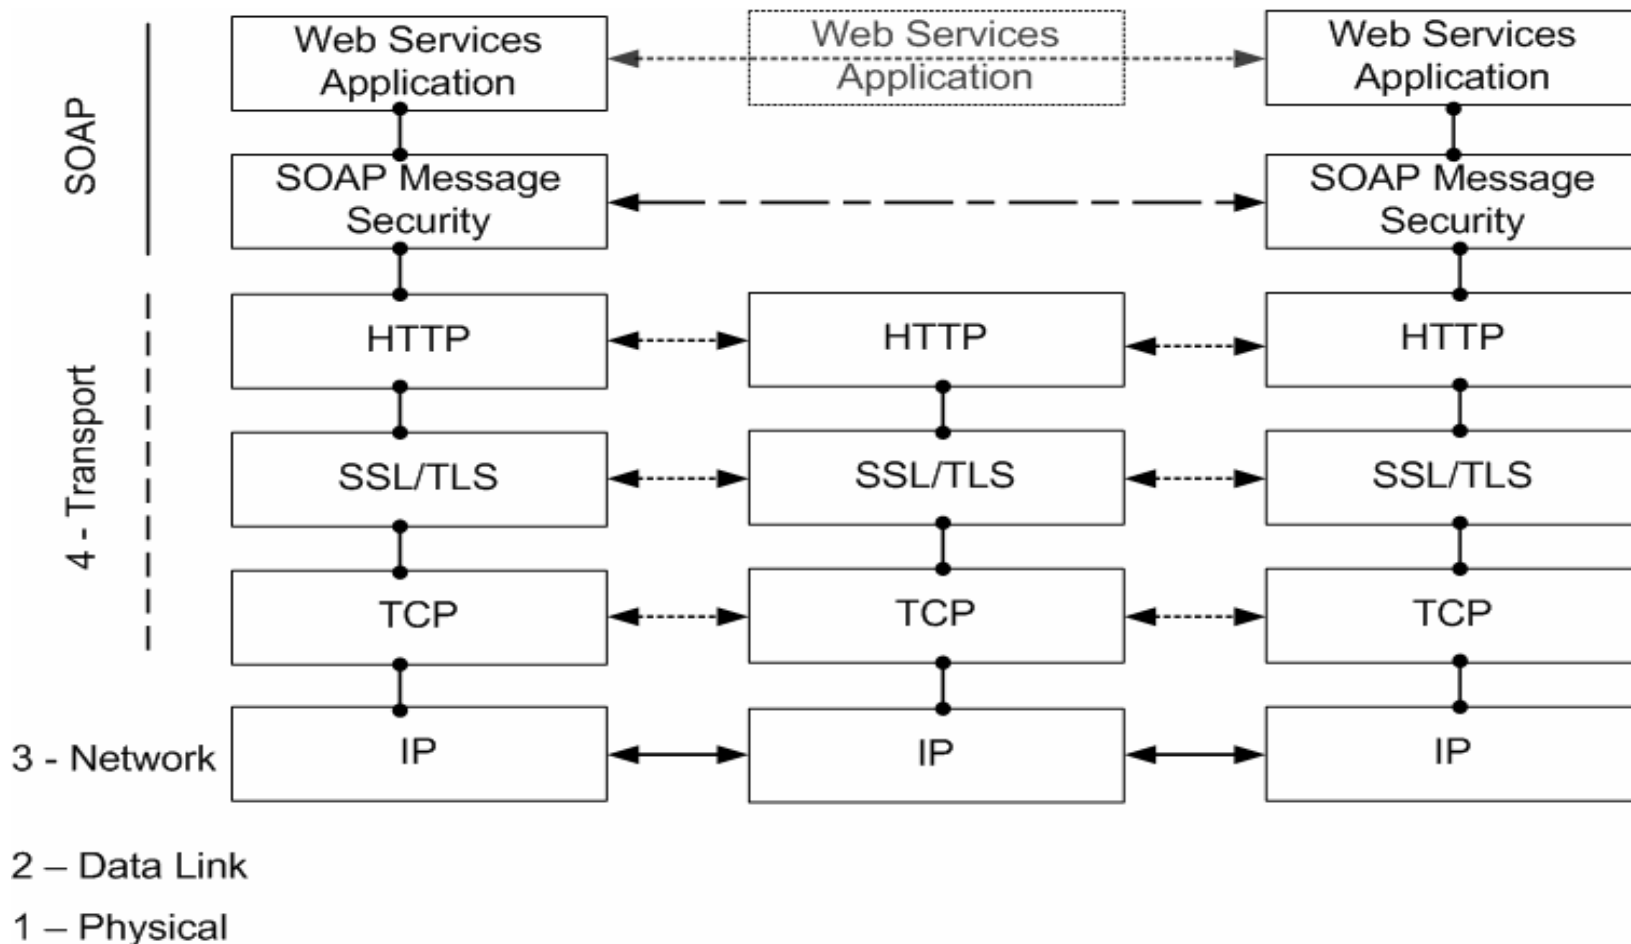 Web Services
Application
Web Services
Application
Web Services
Application
SOAP
SOAP Message
Security
SOAP Message
Security
HTTP
HTTP
HTTP
4 - Transport
SSL/TLS
SSL/TLS
SSL/TLS
TCP
TCP
TCP
3 - Network
IP
IP
IP
2 – Data Link
1 – Physical